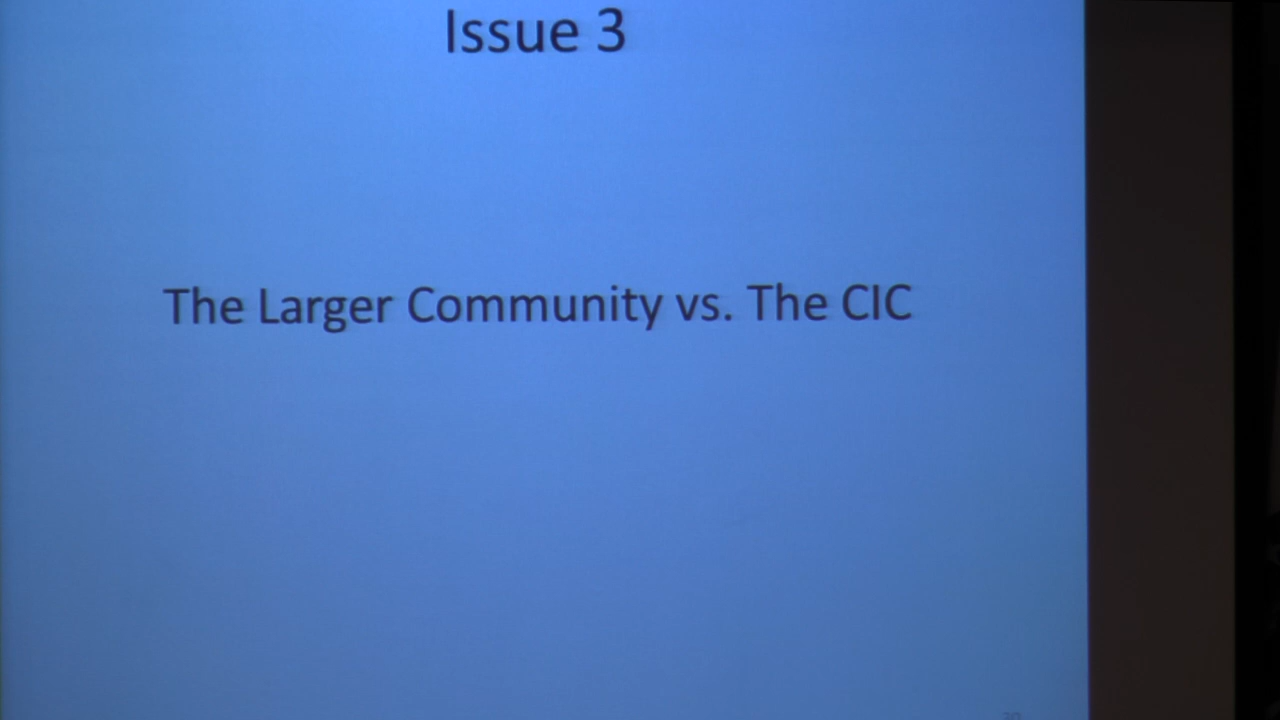 Issue 3
The Larger Community vs. The CIC